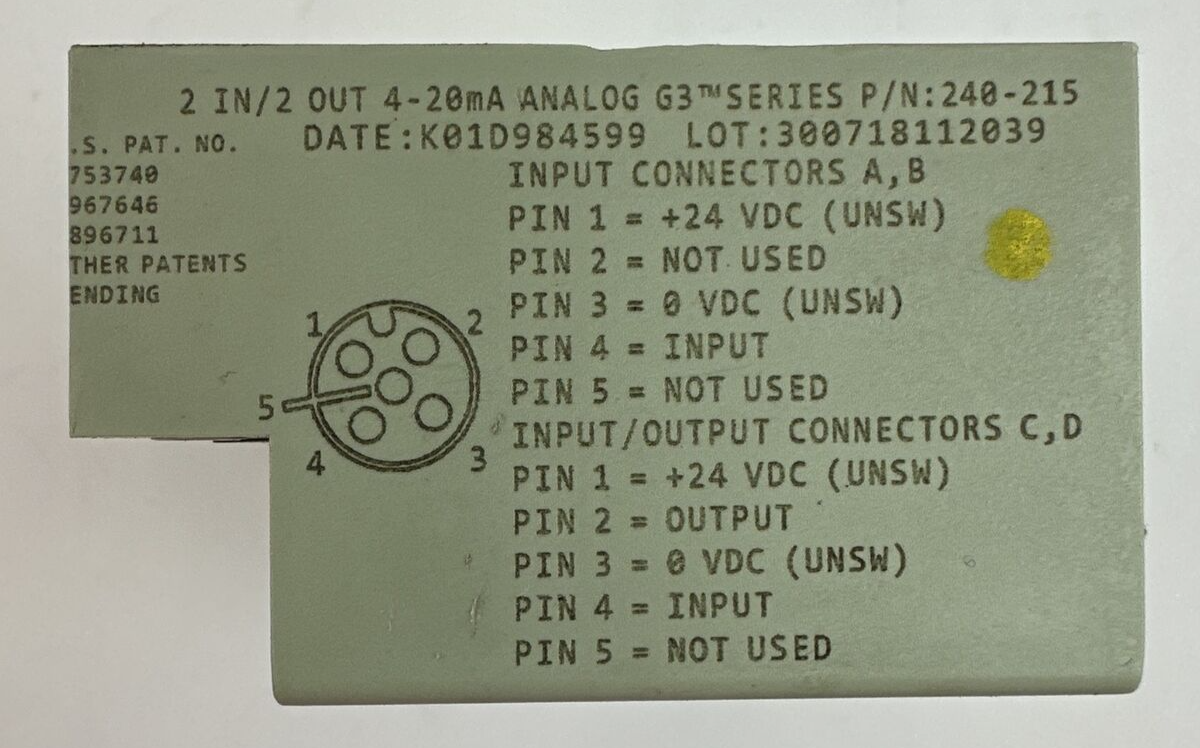 2 IN/2 OUT 4-20mA ANALOG G3™SERIES P/N:240-215
DATE:K01D984599 LOT:300718112039
.S. PAT. NO.
753740
967646
896711
THER PATENTS
ENDING
INPUT CONNECTORS A,B
PIN 1 = +24 VDC (UNSW)
PIN 2 = NOT USED
PIN 3 = 0 VDC (UNSW)
PIN 4 = INPUT
PIN 5 = NOT USED
INPUT/OUTPUT CONNECTORS C,D
PIN 1 = +24 VDC (UNSW)
PIN 2 = OUTPUT
PIN 3 = 0 VDC (UNSW)
PIN 4 = INPUT
PIN 5 = NOT USED
1 2
5
4 3